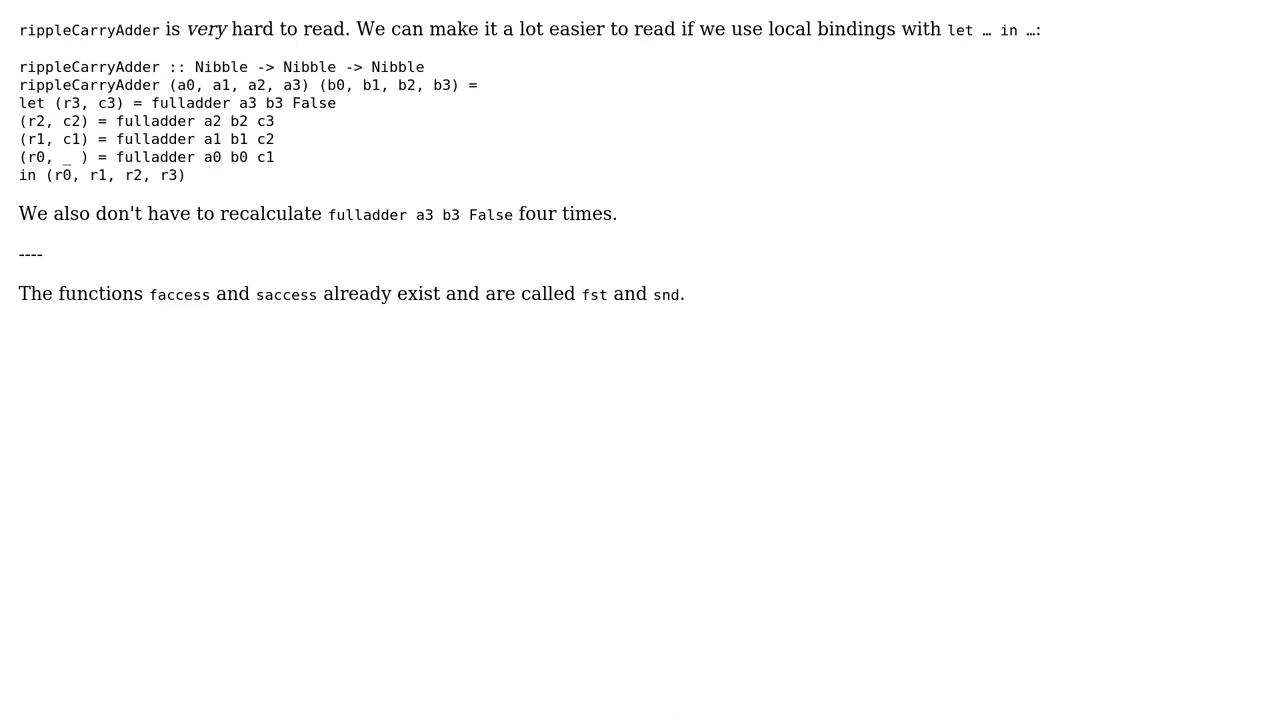 rippleCarryAdder is very hard to read. We can make it a lot easier to read if we use local bindings with let … in …:
rippleCarryAdder :: Nibble -> Nibble -> Nibble
rippleCarryAdder (a0, a1, a2, a3) (b0, b1, b2, b3) =
let (r3, c3) = fulladder a3 b3 False
(r2, c2) = fulladder a2 b2 c3
(r1, c1) = fulladder a1 b1 c2
(r0, _ ) = fulladder a0 b0 c1
in (r0, r1, r2, r3)
We also don't have to recalculate fulladder a3 b3 False four times.
----
The functions faccess and saccess already exist and are called fst and snd.